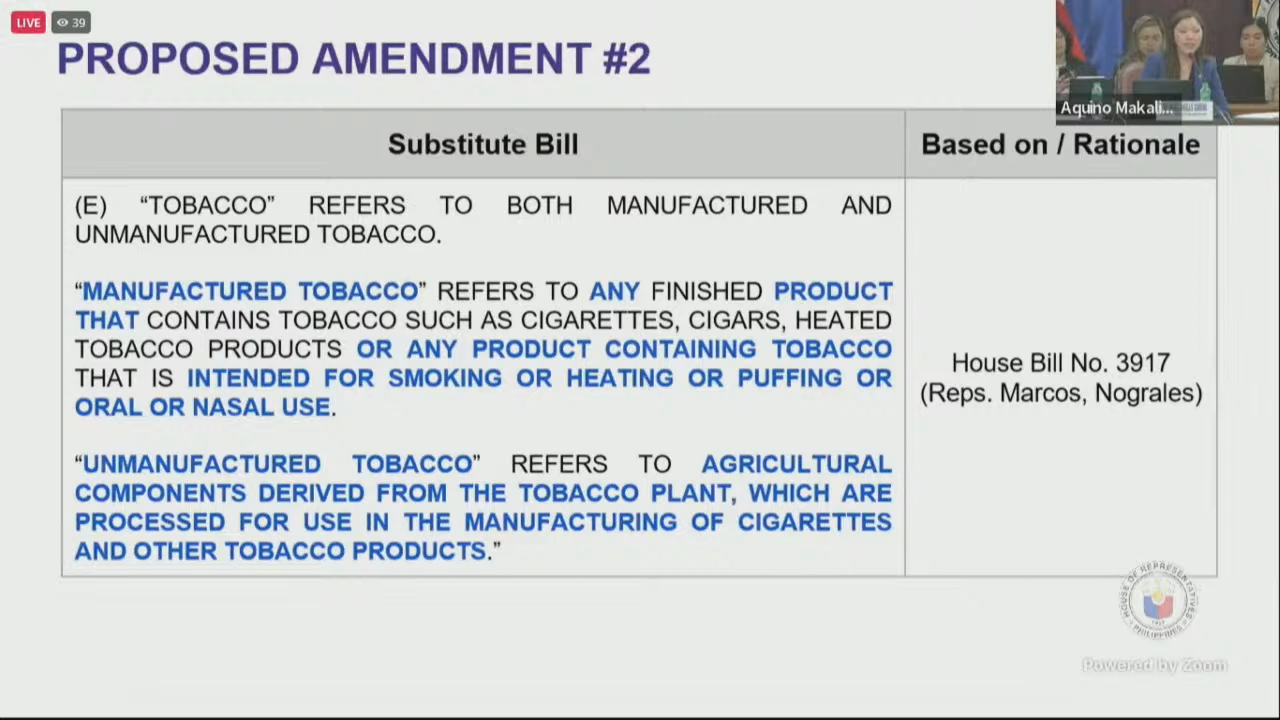 LIVE 39
PROPOSED AMENDMENT #2
Aquino Makali...
Substitute Bill
Based on / Rationale
(E) “TOBACCO” REFERS TO BOTH MANUFACTURED AND
UNMANUFACTURED TOBACCO.
“MANUFACTURED TOBACCO” REFERS TO ANY FINISHED PRODUCT
THAT CONTAINS TOBACCO SUCH AS CIGARETTES, CIGARS, HEATED
TOBACCO PRODUCTS OR ANY PRODUCT CONTAINING TOBACCO
THAT IS INTENDED FOR SMOKING OR HEATING OR PUFFING OR
ORAL OR NASAL USE.
“UNMANUFACTURED TOBACCO” REFERS TO AGRICULTURAL
COMPONENTS DERIVED FROM THE TOBACCO PLANT, WHICH ARE
PROCESSED FOR USE IN THE MANUFACTURING OF CIGARETTES
AND OTHER TOBACCO PRODUCTS.”
House Bill No. 3917
(Reps. Marcos, Nograles)
HOUSE OF REPRESENTATIVES
PHILIPPINES
Powered by Zoom